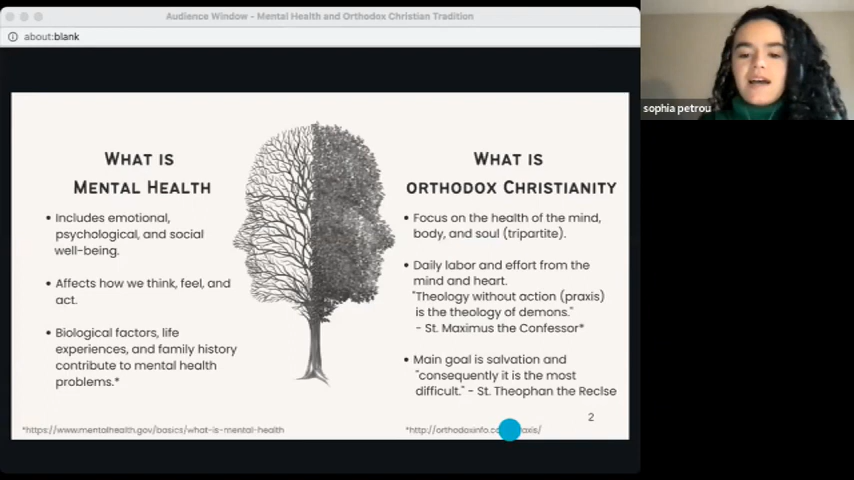 Audience Window - Mental Health and Orthodox Christian Tradition
about:blank
sophia petrou
WHAT IS
MENTAL HEALTH
• Includes emotional,
psychological, and social
well-being.
• Affects how we think, feel, and
act.
• Biological factors, life
experiences, and family history
contribute to mental health
problems.*
*https://www.mentalhealth.gov/basics/what-is-mental-health
WHAT IS
ORTHODOX CHRISTIANITY
• Focus on the health of the mind,
body, and soul (tripartite).
• Daily labor and effort from the
mind and heart.
"Theology without action (praxis)
is the theology of demons."
- St. Maximus the Confessor*
• Main goal is salvation and
"consequently it is the most
difficult." - St. Theophan the Reclse
2
*http://orthodoxinfo.co axis/